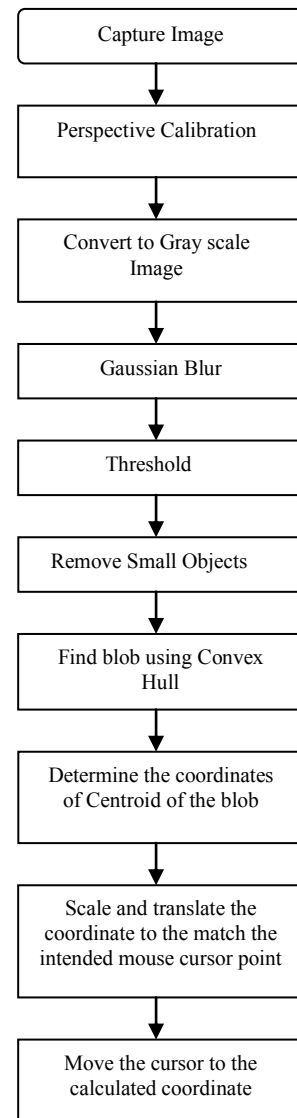 Capture Image
Perspective Calibration
Convert to Gray scale
Image
Gaussian Blur
Threshold
Remove Small Objects
Find blob using Convex
Hull
Determine the coordinates
of Centroid of the blob
Scale and translate the
coordinate to the match the
intended mouse cursor point
Move the cursor to the
calculated coordinate